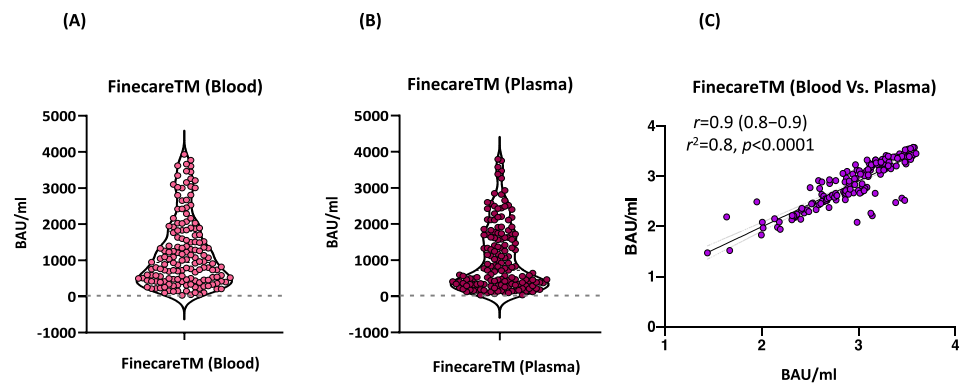 (A)
FinecareTM (Blood)
BAU/ml
5000
4000
3000
2000
1000
0
-1000
FinecareTM (Blood)
(B)
FinecareTM (Plasma)
BAU/ml
5000
4000
3000
2000
1000
0
-1000
FinecareTM (Plasma)
(C)
FinecareTM (Blood Vs. Plasma)
r=0.9 (0.8−0.9)
r²=0.8, p<0.0001
BAU/ml
4
3
2
1
0
1 2 3 4
BAU/ml